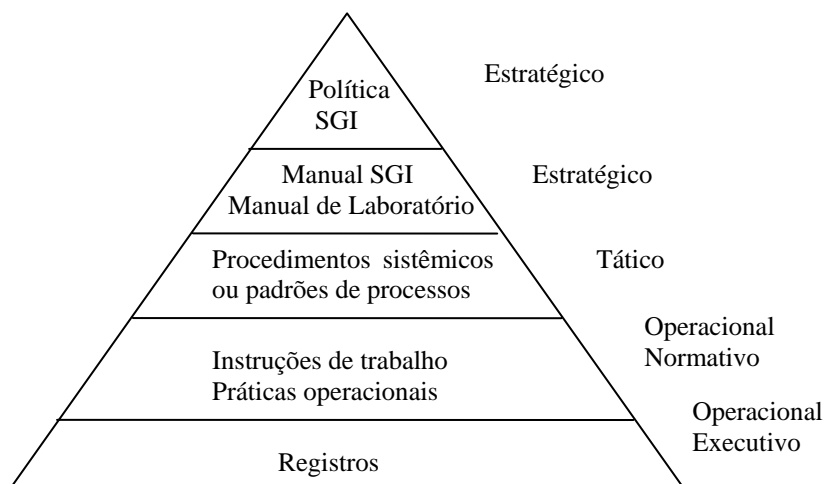 Política
SGI
Estratégico
Manual SGI
Manual de Laboratório
Estratégico
Procedimentos sistêmicos
ou padrões de processos
Tático
Instruções de trabalho
Práticas operacionais
Operacional
Normativo
Registros
Operacional
Executivo